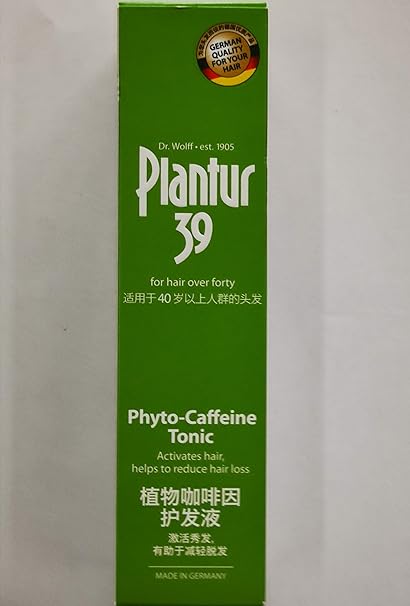 GERMAN
QUALITY
FOR YOUR
HAIR
Dr. Wolff • est. 1905
Plantur
39
for hair over forty
适用于 40 岁以上人群的头发
Phyto-Caffeine
Tonic
Activates hair,
helps to reduce hair loss
植物咖啡因
护发液
激活秀发,
有助于减轻脱发
MADE IN GERMANY